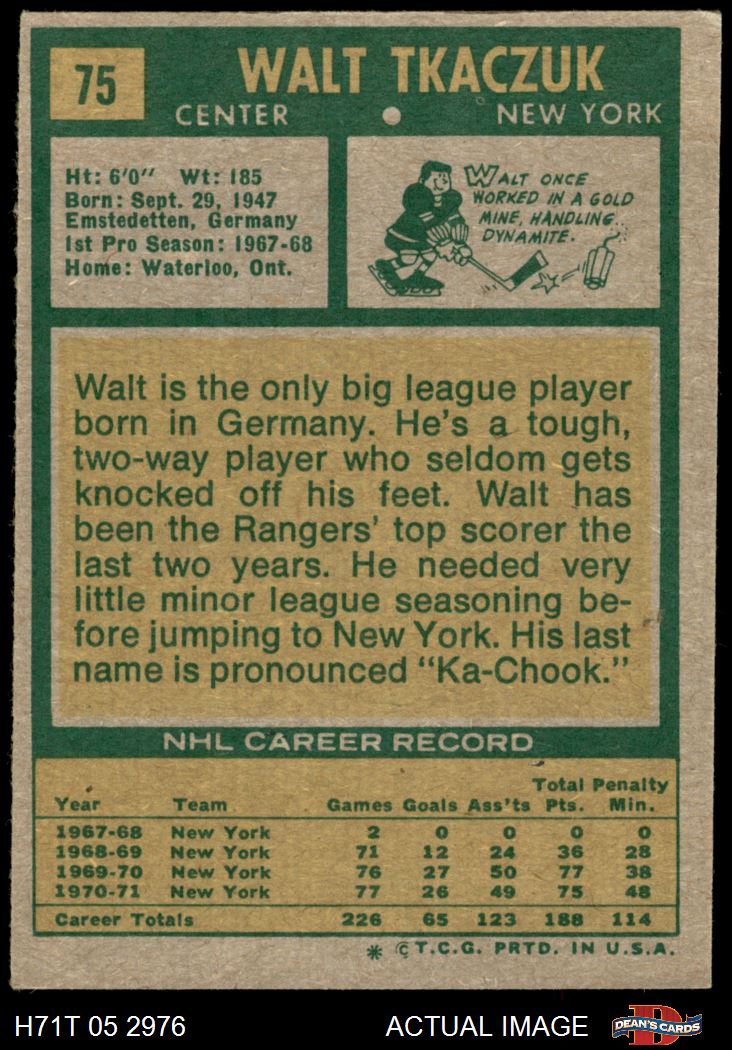 75
WALT TKACZUK
CENTER
NEW YORK
Ht: 6'0" Wt: 185
Born: Sept. 29, 1947
Emstedetten, Germany
1st Pro Season: 1967-68
Home: Waterloo, Ont.
WALT ONCE
WORKED IN A GOLD
MINE, HANDLING
DYNAMITE.
Walt is the only big league player
born in Germany. He's a tough,
two-way player who seldom gets
knocked off his feet. Walt has
been the Rangers' top scorer the
last two years. He needed very
little minor league seasoning be-
fore jumping to New York. His last
name is pronounced "Ka-Chook."
NHL CAREER RECORD
Total Penalty
Year Team Games Goals Ass'ts Pts. Min.
1967-68 New York 2 0 0 0 0
1968-69 New York 71 12 24 36 28
1969-70 New York 76 27 50 77 38
1970-71 New York 77 26 49 75 48
Career Totals 226 65 123 188 114
* © T.C.G. PRTD. IN U.S.A.
H71T 05 2976 ACTUAL IMAGE
DEAN'S CARDS